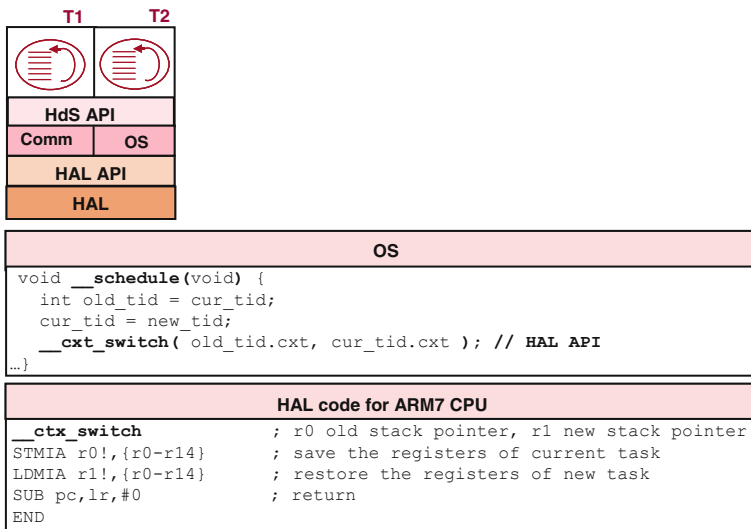 T1 T2
HdS API
Comm OS
HAL API
HAL
OS
void __schedule(void) {
int old_tid = cur_tid;
cur_tid = new_tid;
__cxt_switch( old_tid.cxt, cur_tid.cxt ); // HAL API
…}
HAL code for ARM7 CPU
__ctx_switch ; r0 old stack pointer, r1 new stack pointer
STMIA r0!,{r0-r14} ; save the registers of current task
LDMIA r1!,{r0-r14} ; restore the registers of new task
SUB pc,lr,#0 ; return
END